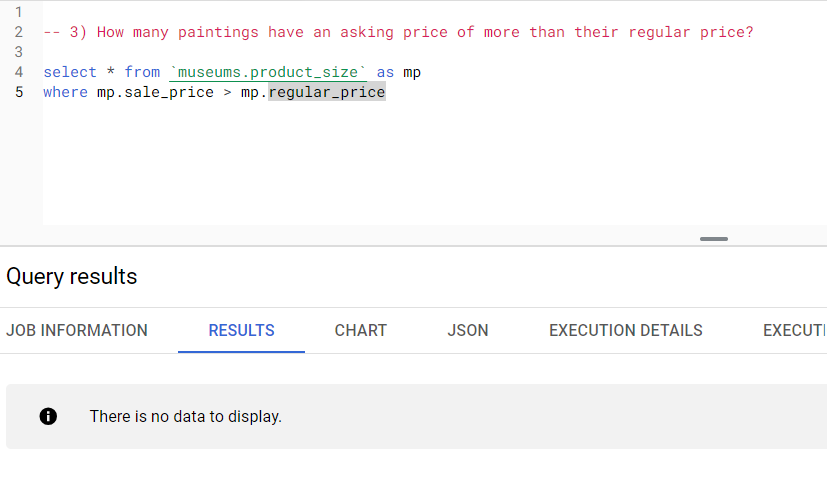 1
2 -- 3) How many paintings have an asking price of more than their regular price?
3
4 select * from `museums.product_size` as mp
5 where mp.sale_price > mp.regular_price
Query results
JOB INFORMATION RESULTS CHART JSON EXECUTION DETAILS
There is no data to display.